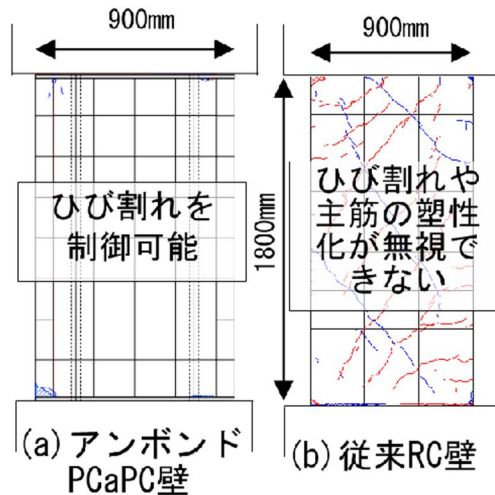 900mm
ひび割れを
制御可能
(a)アンボンド
PCaPC壁
1800mm
900mm
ひび割れや
主筋の塑性
化が無視で
きない
(b)従来RC壁